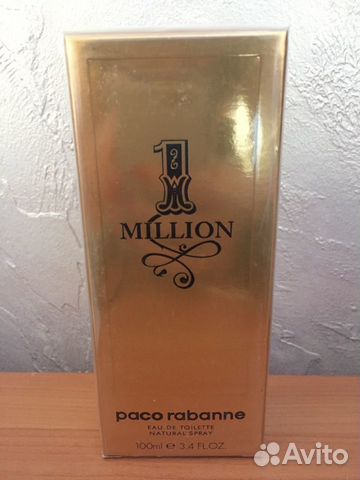 1
MILLION
paco rabanne
EAU DE TOILETTE
NATURAL SPRAY
100ml e 3.4 FL.OZ.
Avito